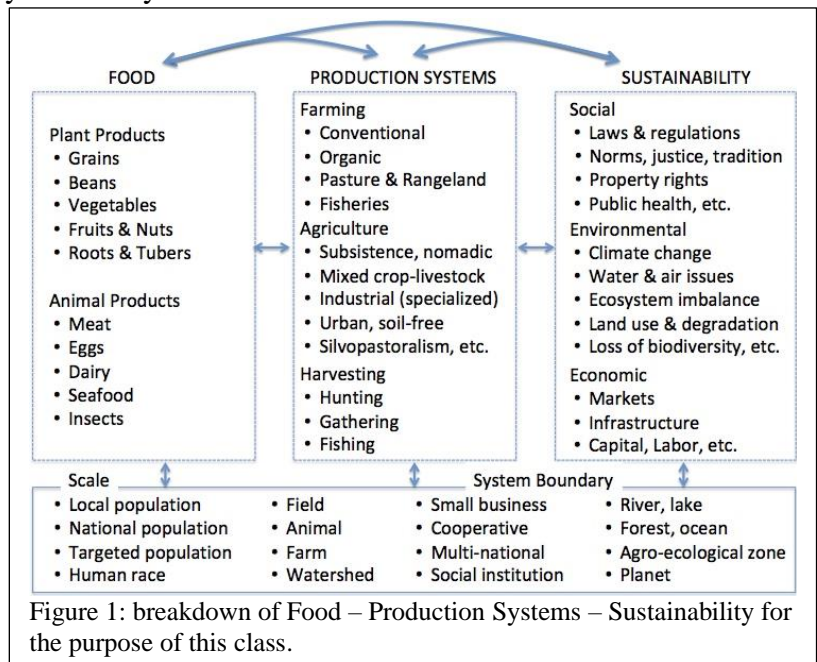 FOOD
PRODUCTION SYSTEMS
SUSTAINABILITY
Plant Products
• Grains
• Beans
• Vegetables
• Fruits & Nuts
• Roots & Tubers
Animal Products
• Meat
• Eggs
• Dairy
• Seafood
• Insects
Farming
• Conventional
• Organic
• Pasture & Rangeland
• Fisheries
Agriculture
• Subsistence, nomadic
• Mixed crop-livestock
• Industrial (specialized)
• Urban, soil-free
• Silvopastoralism, etc.
Harvesting
• Hunting
• Gathering
• Fishing
Social
• Laws & regulations
• Norms, justice, tradition
• Property rights
• Public health, etc.
Environmental
• Climate change
• Water & air issues
• Ecosystem imbalance
• Land use & degradation
• Loss of biodiversity, etc.
Economic
• Markets
• Infrastructure
• Capital, Labor, etc.
Scale
System Boundary
• Local population
• National population
• Targeted population
• Human race
• Field
• Animal
• Farm
• Watershed
• Small business
• Cooperative
• Multi-national
• Social institution
• River, lake
• Forest, ocean
• Agro-ecological zone
• Planet
Figure 1: breakdown of Food – Production Systems – Sustainability for
the purpose of this class.